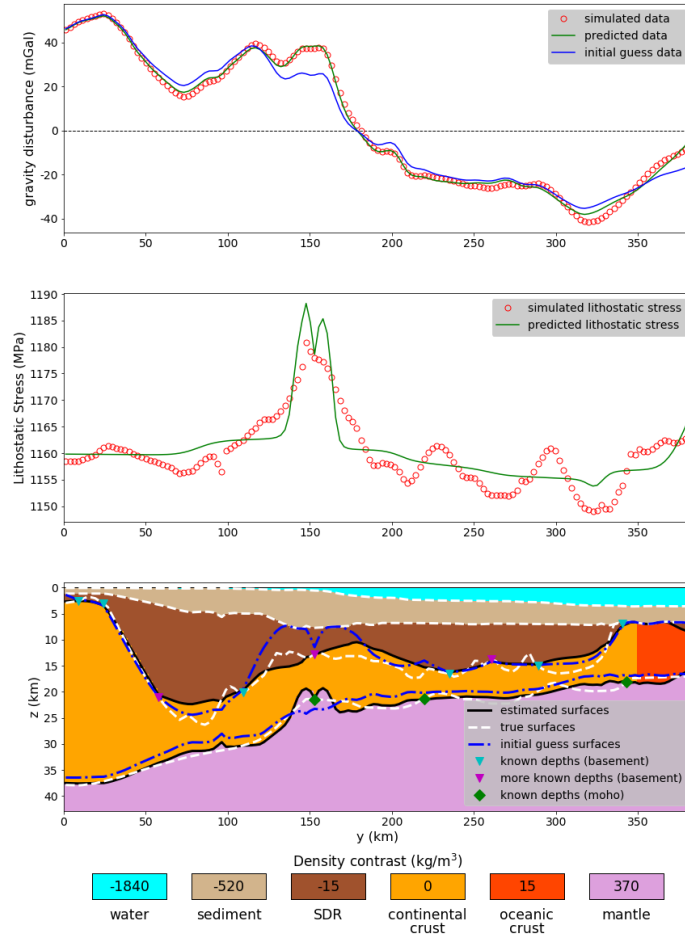 simulated data
predicted data
initial guess data
gravity disturbance (mGal)
40
20
0
-20
-40
0
50
100
150
200
250
300
350
1190
1185
1180
1175
1170
1165
1160
1155
1150
Lithostatic Stress (MPa)
simulated lithostatic stress
predicted lithostatic stress
0
50
100
150
200
250
300
350
0
5
10
15
20
25
30
35
40
z (km)
estimated surfaces
true surfaces
initial guess surfaces
known depths (basement)
more known depths (basement)
known depths (moho)
0
50
100
150
200
250
300
350
y (km)
Density contrast (kg/m³)
-1840
-520
-15
0
15
370
water
sediment
SDR
continental
crust
oceanic
crust
mantle